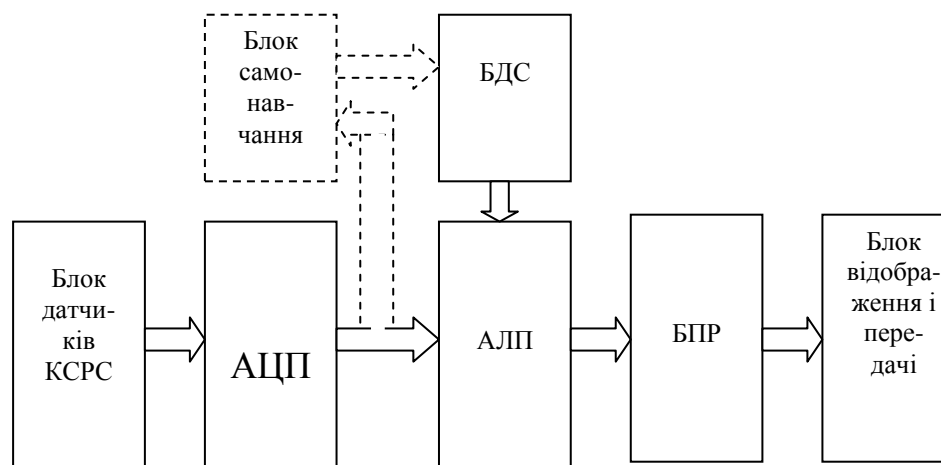 Блок
само-
нав-
чання
БДС
Блок
датчи-
ків
КСРС
АЦП
АЛП
БПР
Блок
відобра-
ження і
пере-
дачі